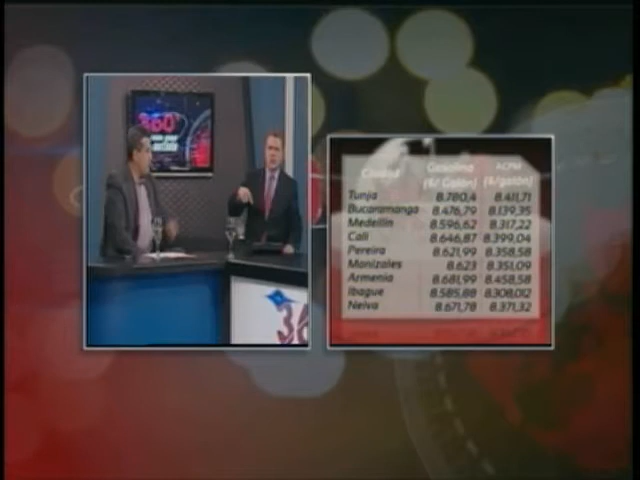 360°
36
Ciudad Gasolina ACPM
($/ Galón) ($/galón)
Tunja 8.780,4 8.411,71
Bucaramanga 8.476,79 8.139,35
Medellín 8.596,62 8.317,22
Cali 8.646,87 8.399,04
Pereira 8.621,99 8.358,58
Manizales 8.623 8.351,09
Armenia 8.681,99 8.458,58
Ibague 8.585,88 8.308,012
Neiva 8.671,78 8.371,32